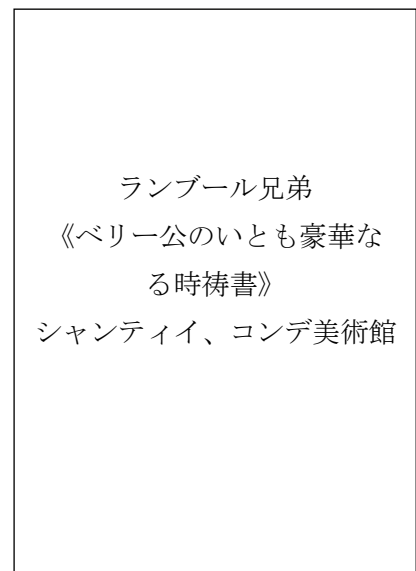 ランブール兄弟
《ベリー公のいとも豪華な
る時祷書》
シャンティイ、コンデ美術館